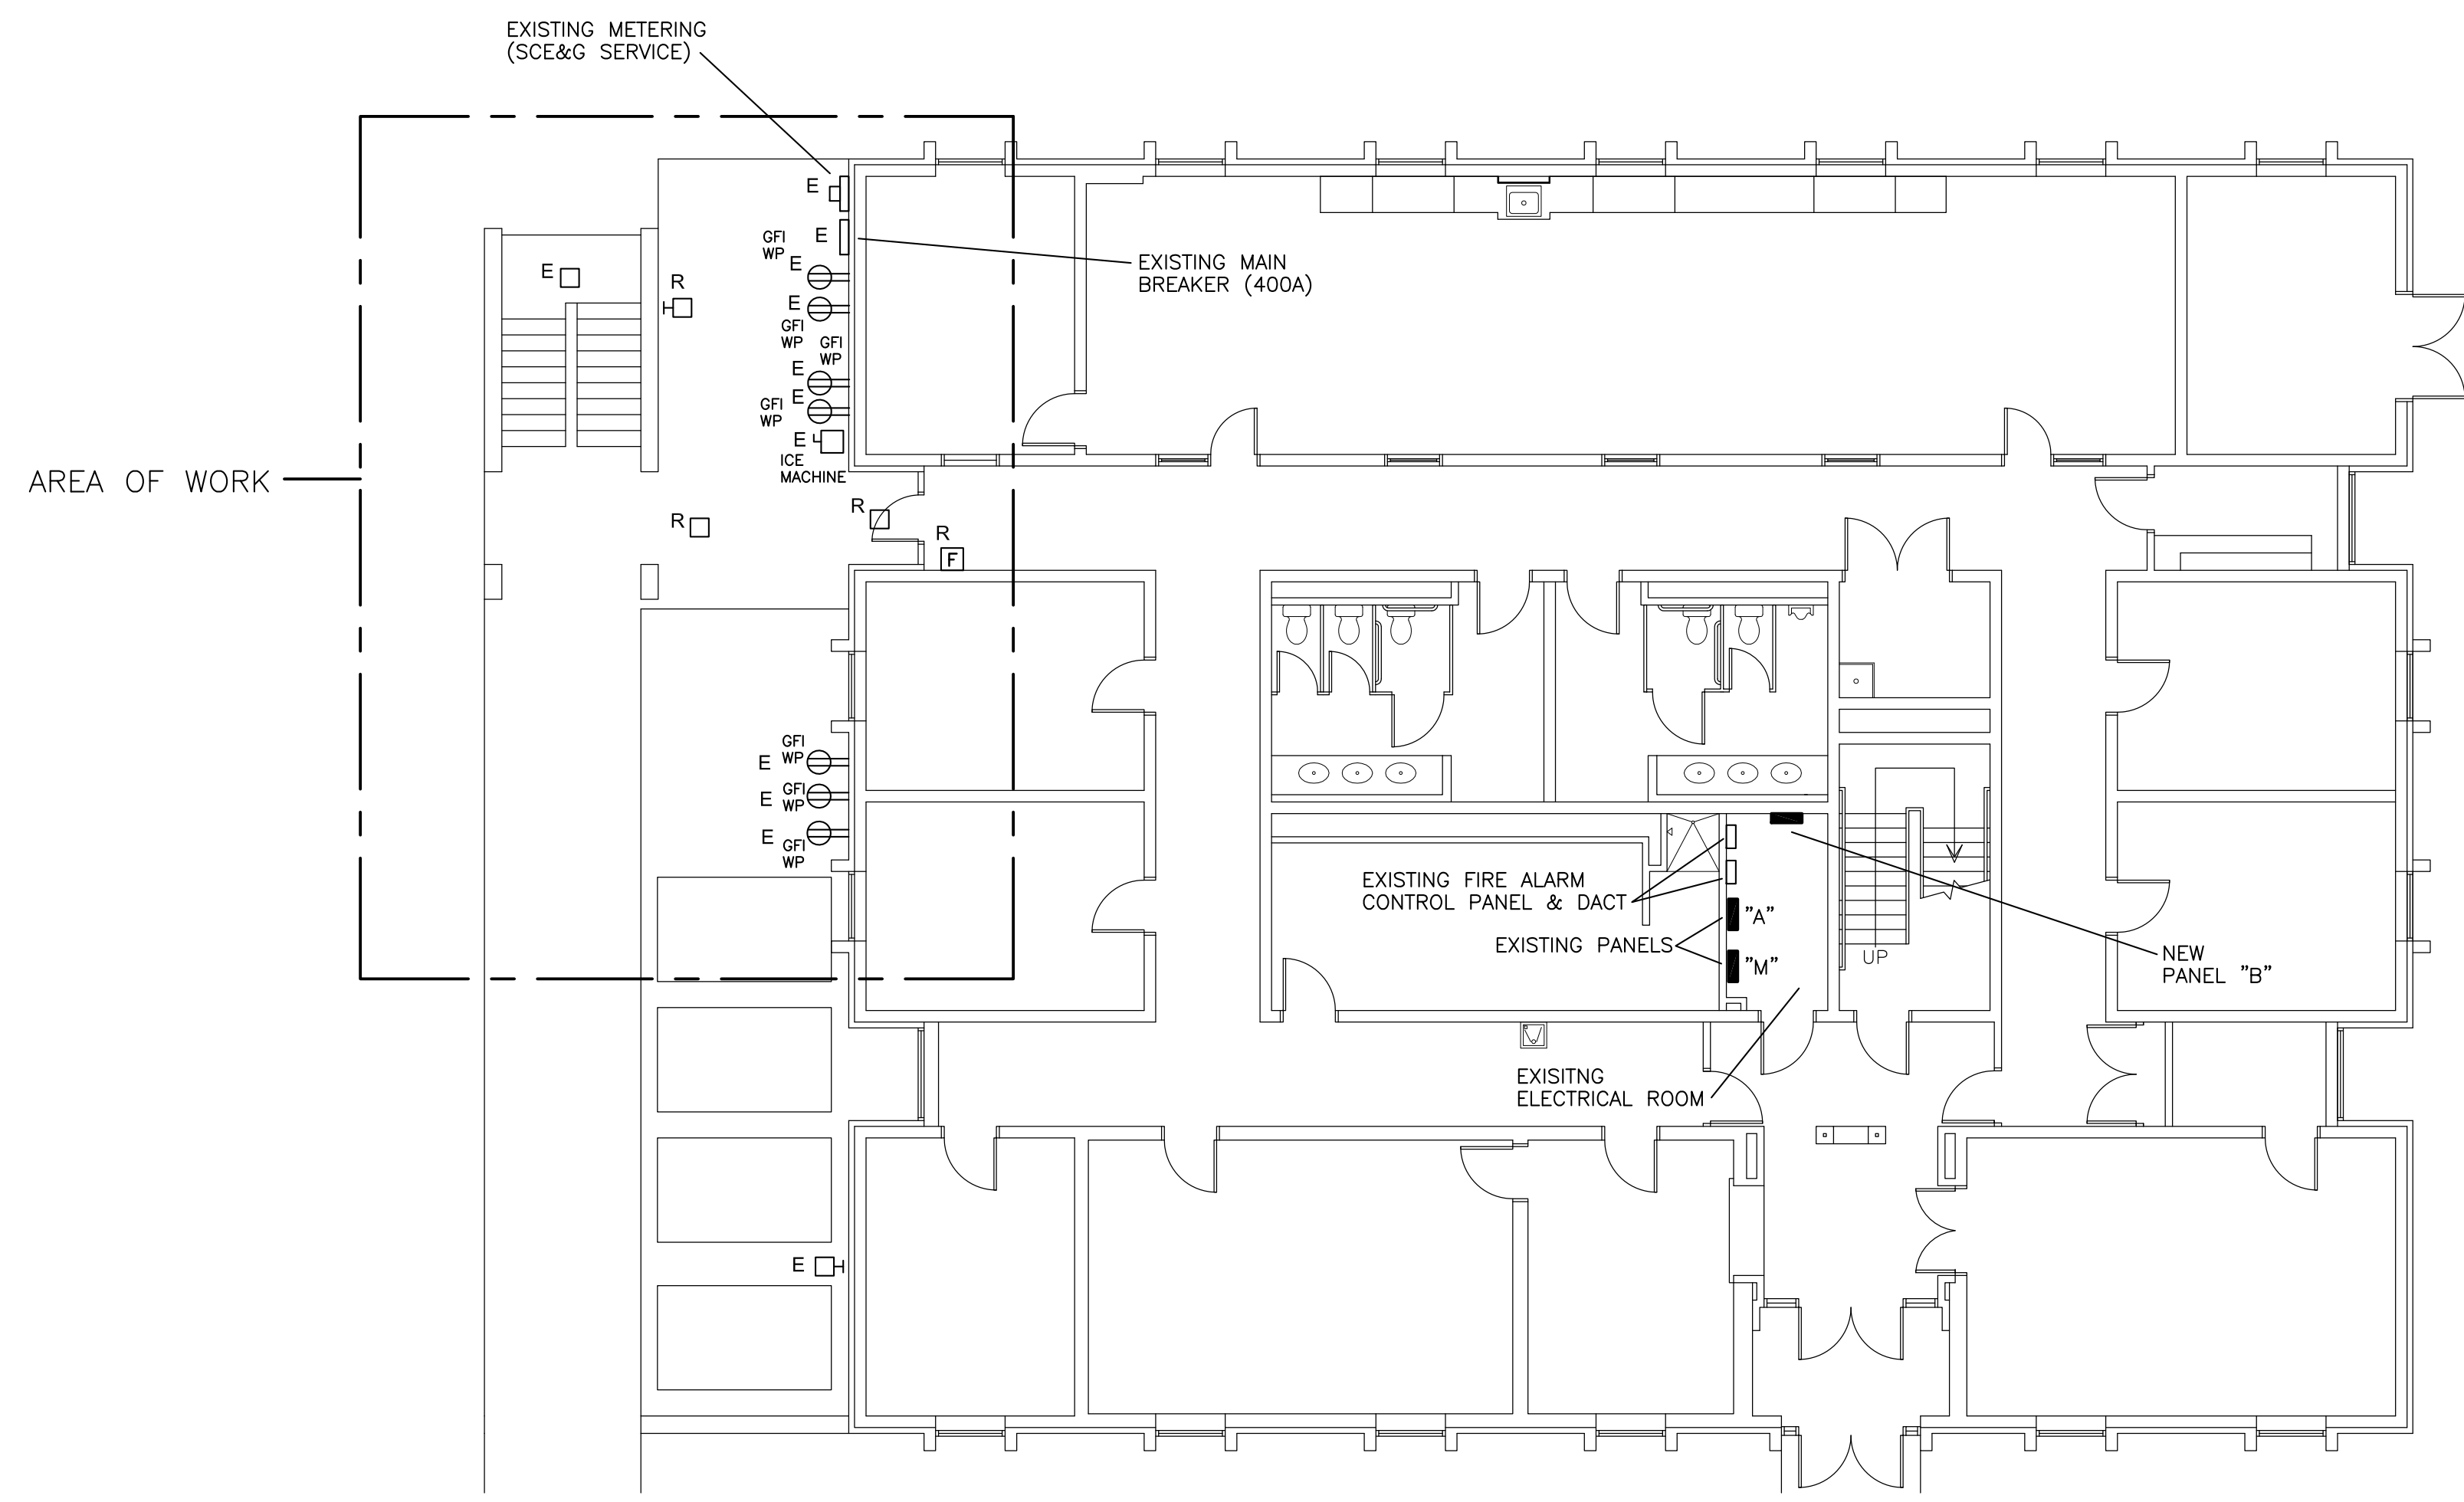 EXISTING METERING
(SCE&G SERVICE)
E
GFI
WP
E
E
E
R
EXISTING MAIN
BREAKER (400A)
E
GFI
WP
GFI
WP
E
E
GFI
WP
E
ICE
MACHINE
AREA OF WORK
R
R
R
F
GFI
WP
E
GFI
WP
E
E
GFI
WP
EXISTING FIRE ALARM
CONTROL PANEL & DACT
"A"
EXISTING PANELS
"M"
UP
NEW
PANEL "B"
EXISITNG
ELECTRICAL ROOM
E